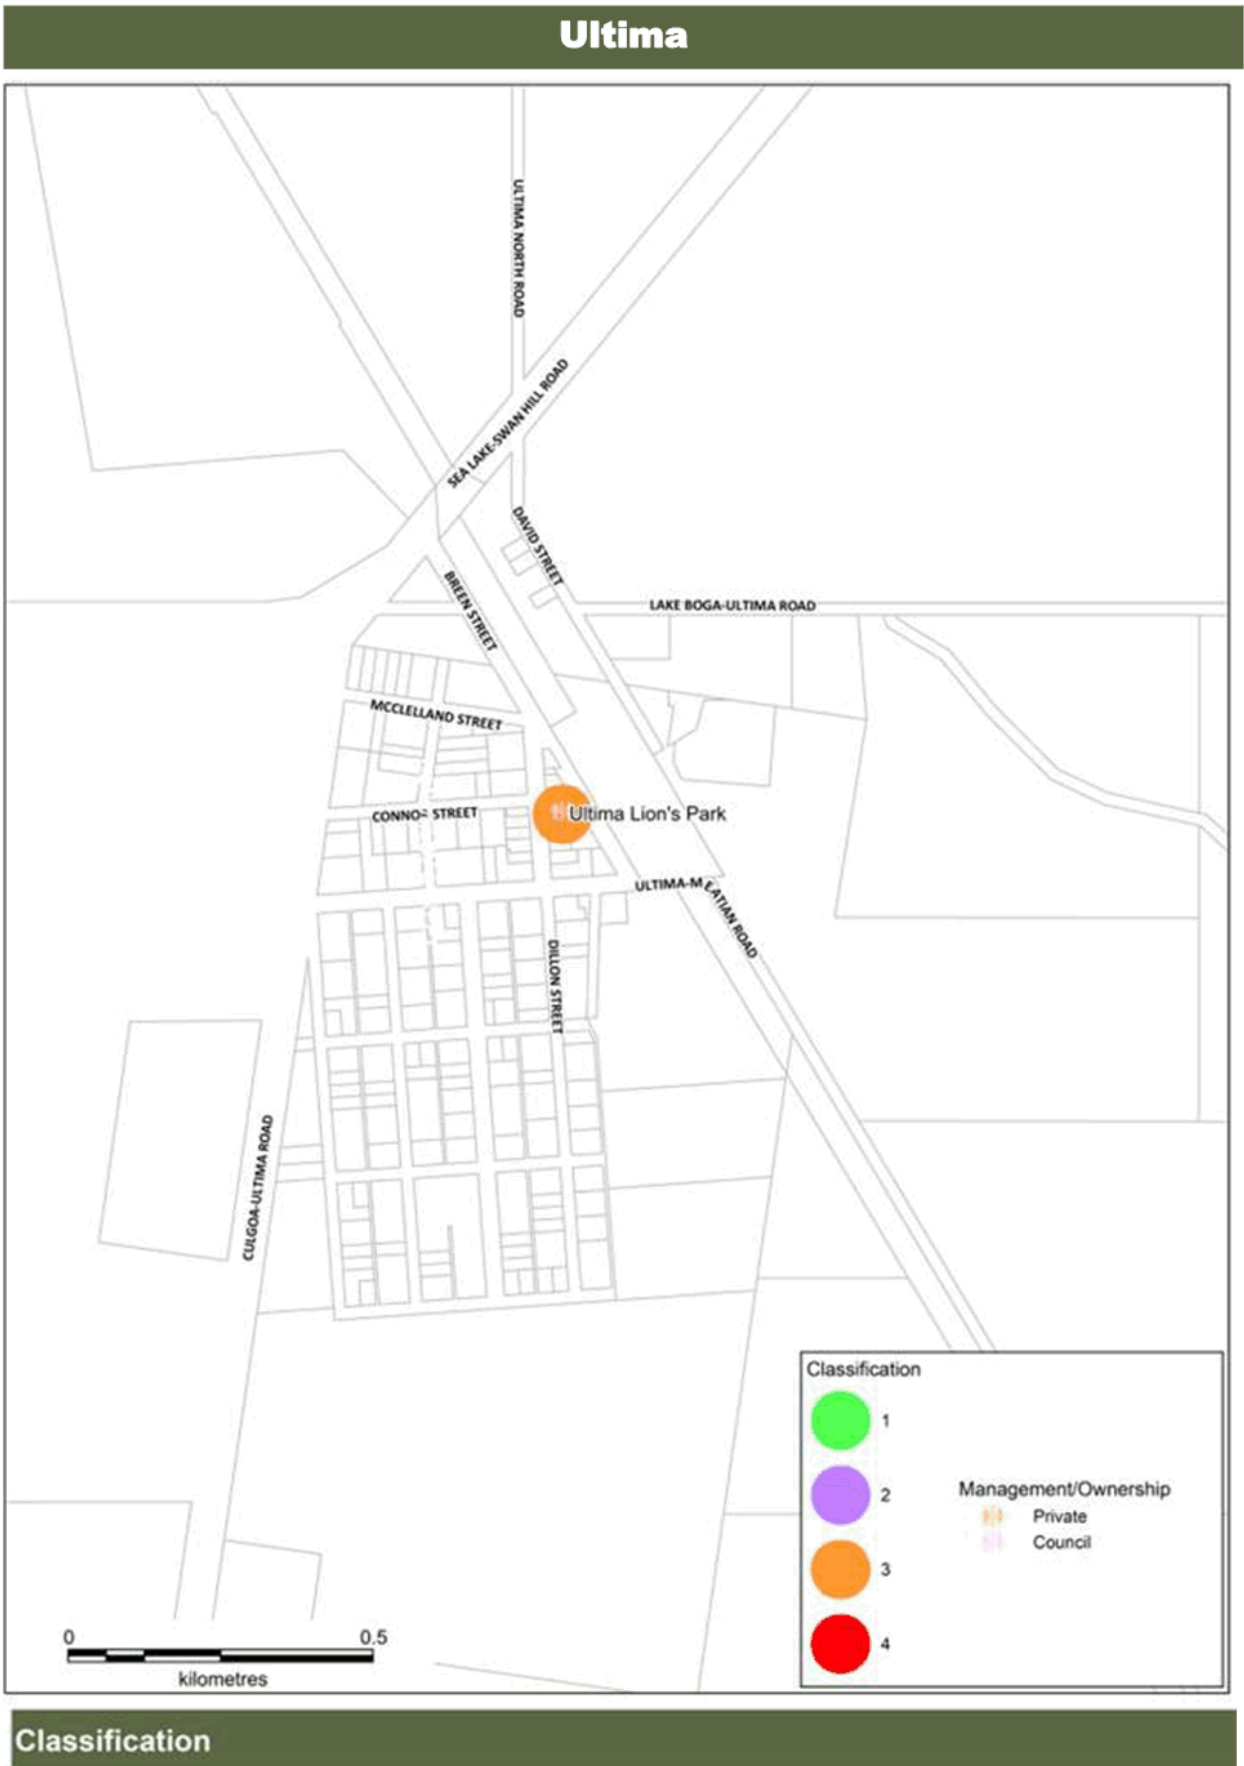 Ultima
ULTIMA NORTH ROAD
SEA LAKE-SWAN HILL ROAD
DAVID STREET
BREEN STREET
LAKE BOGA-ULTIMA ROAD
MCCLELLAND STREET
CONNOR STREET
Ultima Lion's Park
ULTIMA-MEATIAN ROAD
DILLON STREET
CULGOA-ULTIMA ROAD
Classification
1
2
3
4
Management/Ownership
Private
Council
0 0.5
kilometres
Classification